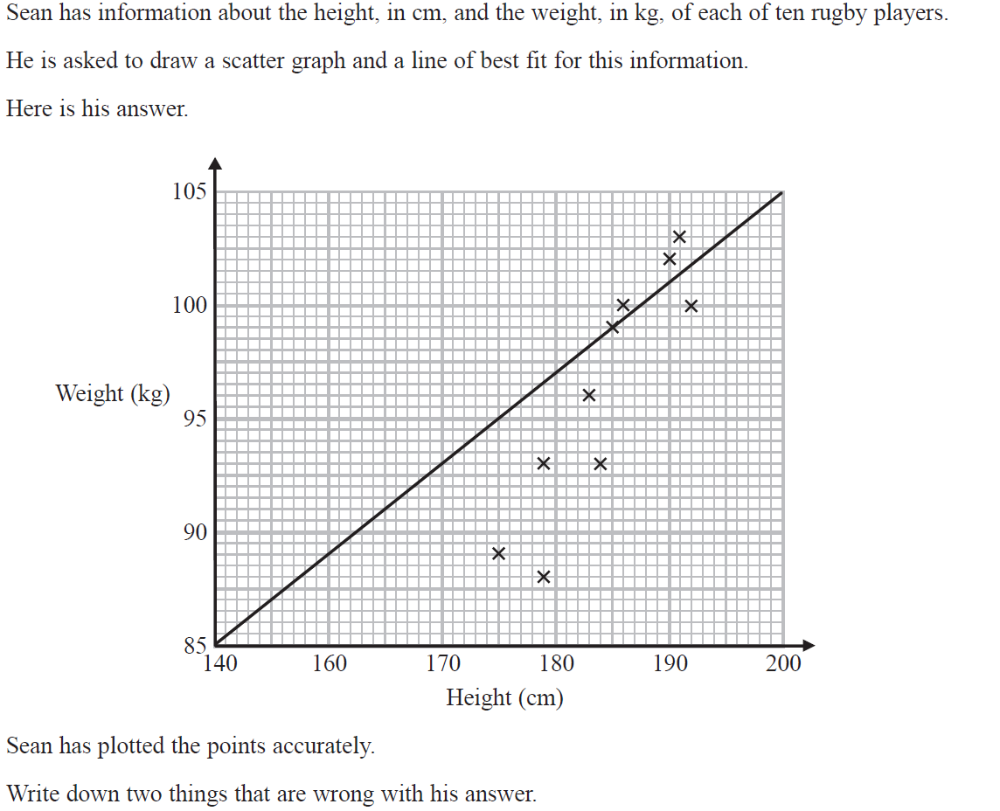 Sean has information about the height, in cm, and the weight, in kg, of each of ten rugby players.
He is asked to draw a scatter graph and a line of best fit for this information.
Here is his answer.
105
100
Weight (kg)
95
90
85
140 160 170 180 190 200
Height (cm)
Sean has plotted the points accurately.
Write down two things that are wrong with his answer.